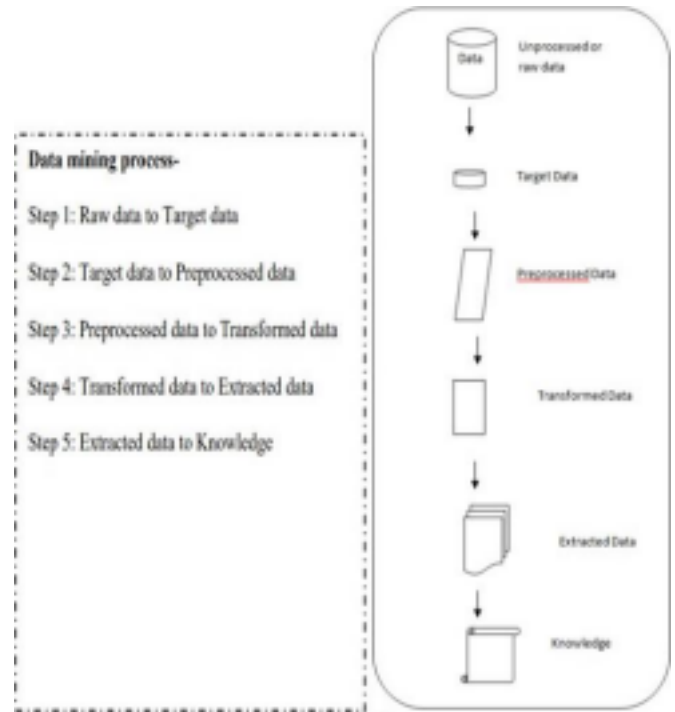 Data mining process-
Step 1: Raw data to Target data
Step 2: Target data to Preprocessed data
Step 3: Preprocessed data to Transformed data
Step 4: Transformed data to Extracted data
Step 5: Extracted data to Knowledge
Data
Unprocessed or
raw data
Target Data
Preprocessed Data
Transformed Data
Extracted Data
Knowledge